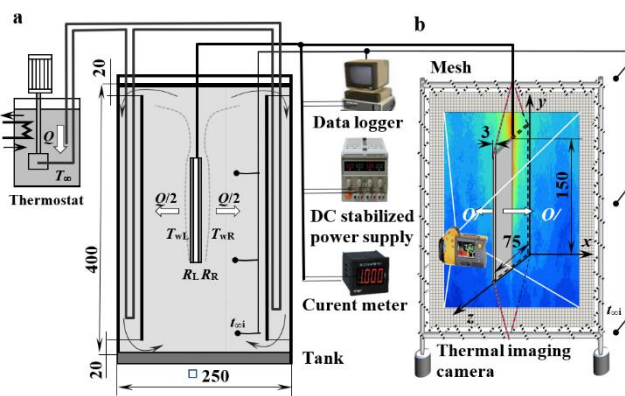 a
b
20
Q
T∞
Thermostat
400
20
Q/2
Q/2
TwL
TwR
RL RR
t∞i
□ 250
Tank
Data logger
DC stabilized
power supply
Curent meter
Mesh
y
3
150
Q/
Q/
x
75
z
t∞i
Thermal imaging
camera